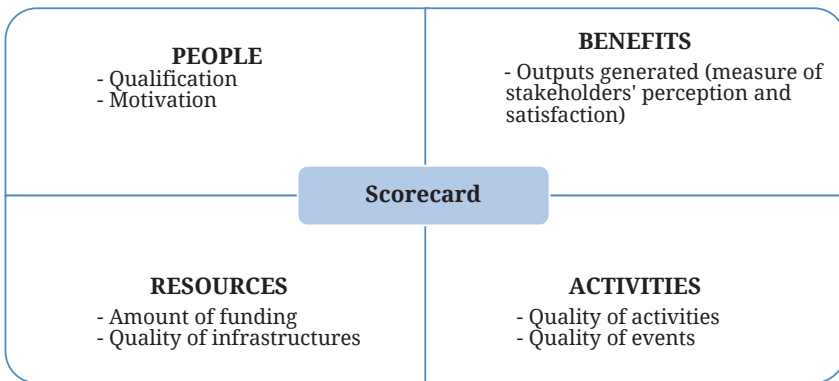 PEOPLE
- Qualification
- Motivation
BENEFITS
- Outputs generated (measure of
stakeholders' perception and
satisfaction)
Scorecard
RESOURCES
- Amount of funding
- Quality of infrastructures
ACTIVITIES
- Quality of activities
- Quality of events